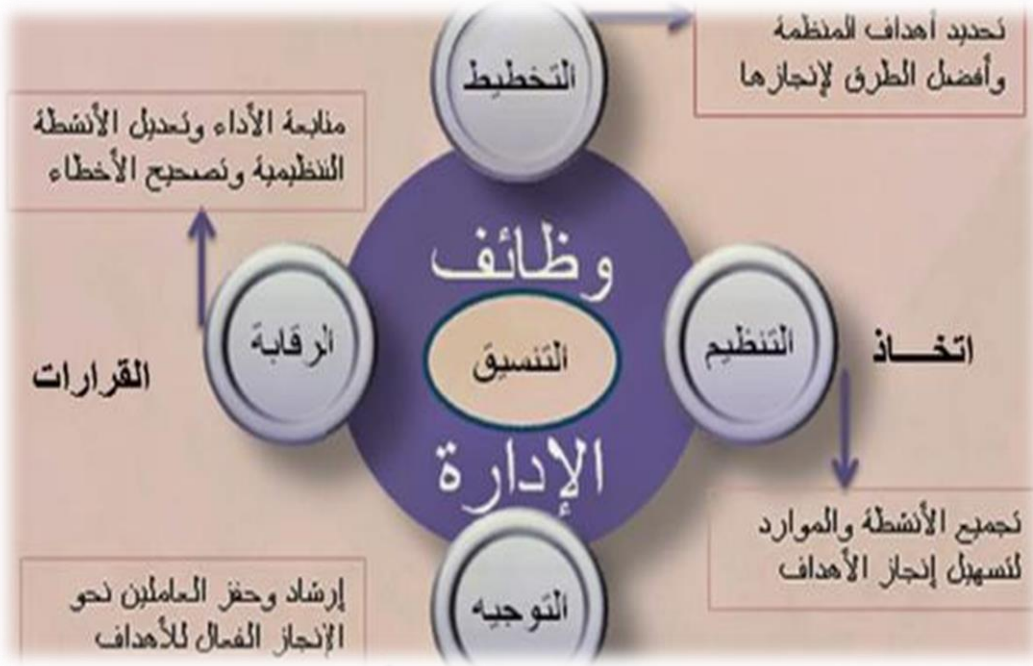 تحديد أهداف المنظمة
وأفضل الطرق لإنجازها
التخطيط
متابعة الأداء وتعديل الأنشطة
التنظيمية وتصحيح الأخطاء
وظائف
التنسيق
الإدارة
التنظيم
الرقابة
اتخـــاذ
القرارات
تجميع الأنشطة والموارد
لتسهيل إنجاز الأهداف
التوجيه
إرشاد وحفز العاملين نحو
الإنجاز الفعال للأهداف